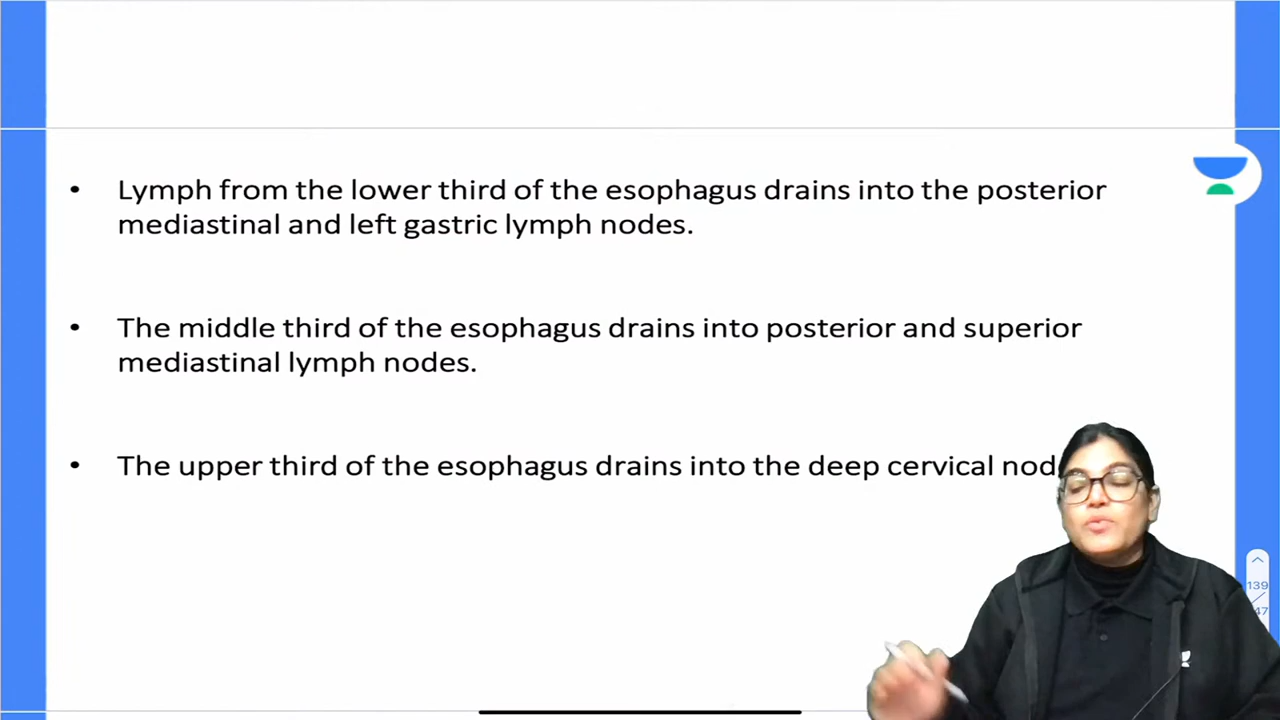 • Lymph from the lower third of the esophagus drains into the posterior
mediastinal and left gastric lymph nodes.
• The middle third of the esophagus drains into posterior and superior
mediastinal lymph nodes.
• The upper third of the esophagus drains into the deep cervical
139